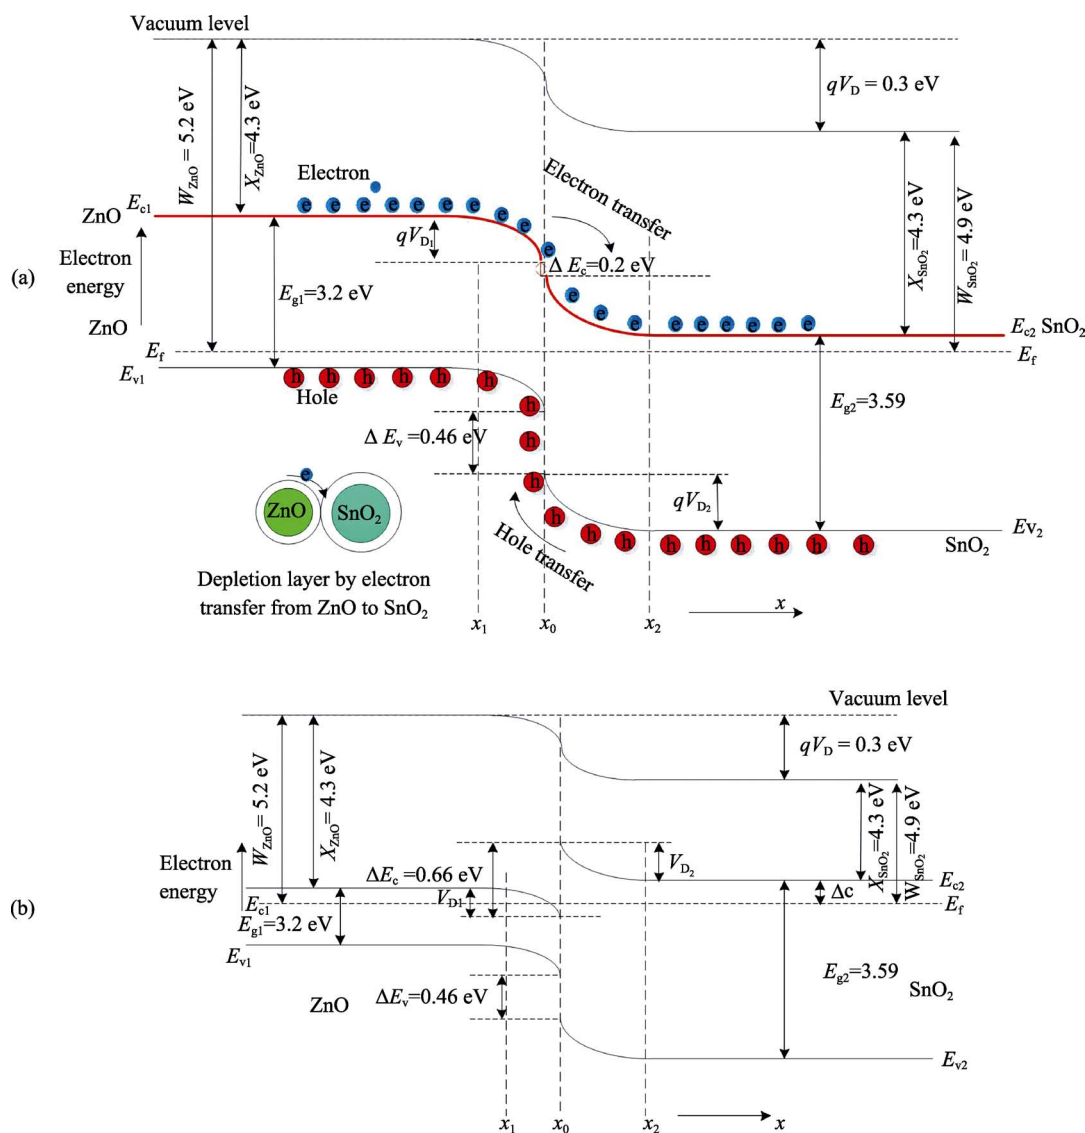 Vacuum level
qV_D = 0.3 eV
W_ZnO = 5.2 eV
X_ZnO=4.3 eV
Electron
e e e e e e e e e e
Electron transfer
ZnO E_c1
qV_D1
X_SnO2=4.3 eV
W_SnO2 = 4.9 eV
(a)
Electron
energy
Δ E_c=0.2 eV
E_g1=3.2 eV
e e e e e e e e
ZnO
E_c2 SnO2
E_f
E_f
E_v1
h h h h h h
Hole
h
E_g2=3.59
Δ E_v =0.46 eV
h
e
h
qV_D2
ZnO
SnO2
h h h h h h h h h
Ev_2
Hole transfer
SnO2
Depletion layer by electron
transfer from ZnO to SnO2
x
x_1
x_0
x_2
Vacuum level
qV_D = 0.3 eV
W_ZnO = 5.2 eV
X_ZnO= 4.3 eV
X_SnO2=4.3 eV
W_SnO2=4.9 eV
Electron
energy
ΔE_c = 0.66 eV
V_D2
V_D1
Δc
E_c2
(b)
E_c1
E_f
E_g1=3.2 eV
E_v1
E_g2=3.59
SnO2
ZnO
ΔE_v=0.46 eV
E_v2
x_1
x_0
x_2
x